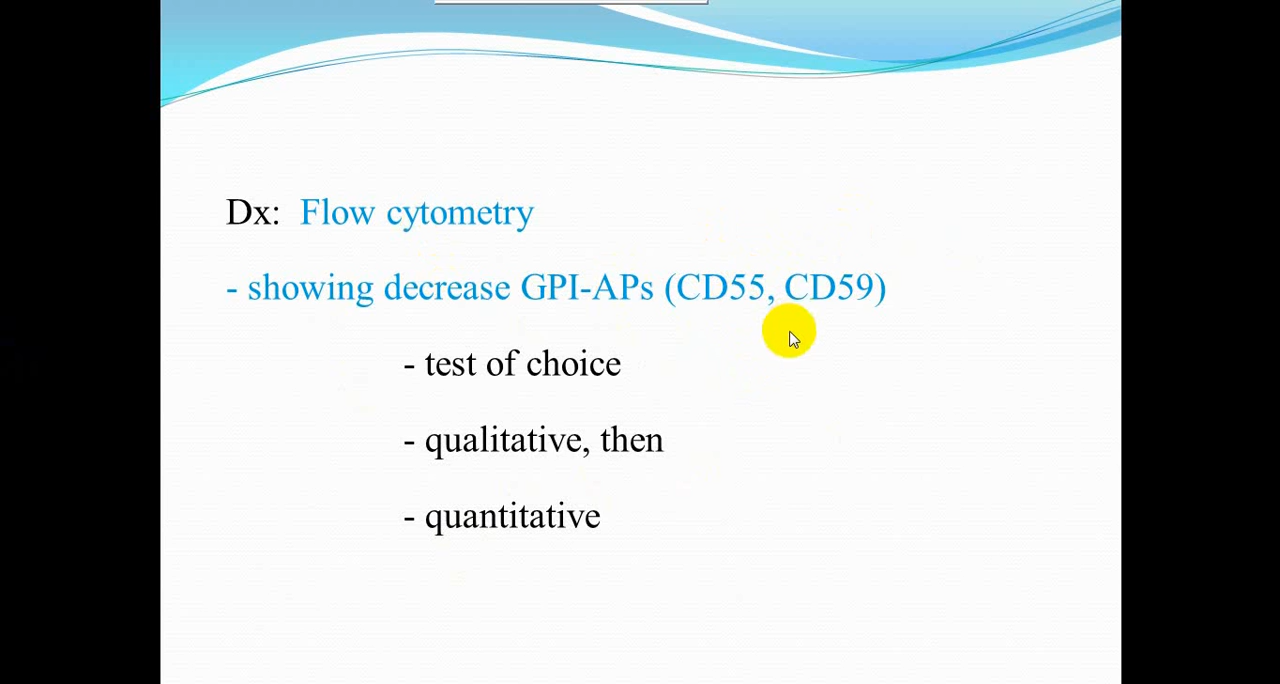 Dx: Flow cytometry
- showing decrease GPI-APs (CD55, CD59)
- test of choice
- qualitative, then
- quantitative